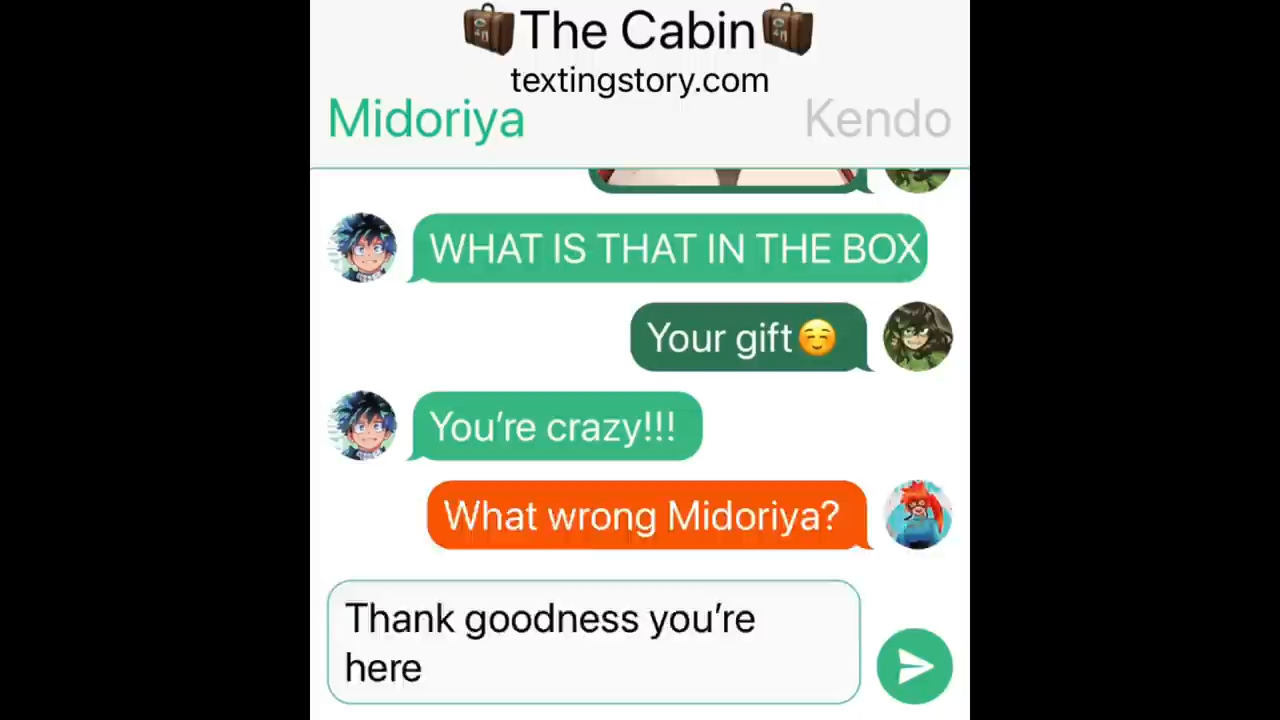 The Cabin
textingstory.com
Midoriya
Kendo
WHAT IS THAT IN THE BOX
Your gift☺️
You’re crazy!!!
What wrong Midoriya?
Thank goodness you’re
here